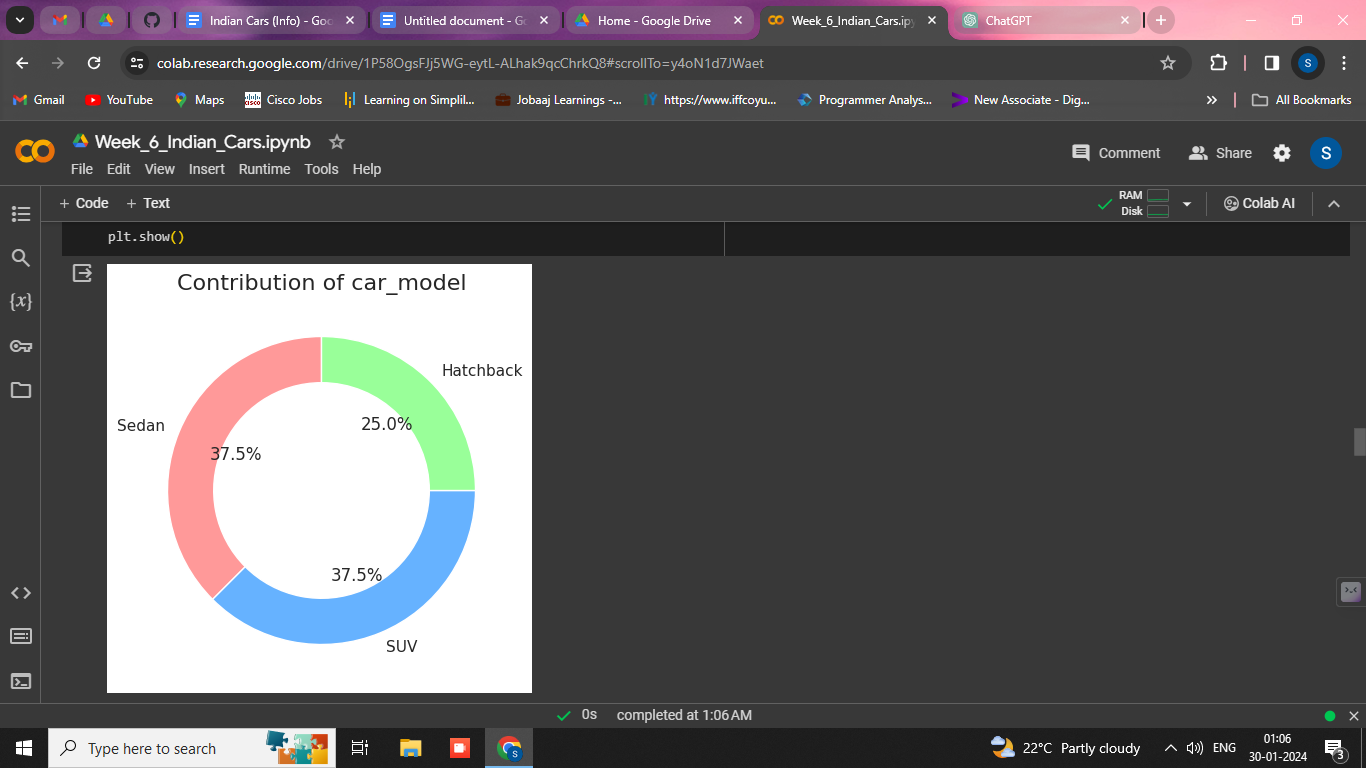 Indian Cars (Info) - Goo
Untitled document - Go
Home - Google Drive
Week_6_Indian_Cars.ipy
ChatGPT
colab.research.google.com/drive/1P58OgsFJj5WG-eytL-ALhak9qcChrkQ8#scrollTo=y4oN1d7JWaet
S
Gmail
YouTube
Maps
Cisco Jobs
Learning on Simplil...
Jobaaj Learnings -...
https://www.iffcoyu...
Programmer Analys...
New Associate - Dig...
All Bookmarks
Week_6_Indian_Cars.ipynb
File Edit View Insert Runtime Tools Help
Comment
Share
S
+ Code + Text
RAM
Disk
Colab AI
plt.show()
Contribution of car_model
Hatchback
Sedan
25.0%
37.5%
37.5%
SUV
{x}
0s completed at 1:06 AM
Type here to search
22°C Partly cloudy
ENG
01:06
30-01-2024
3